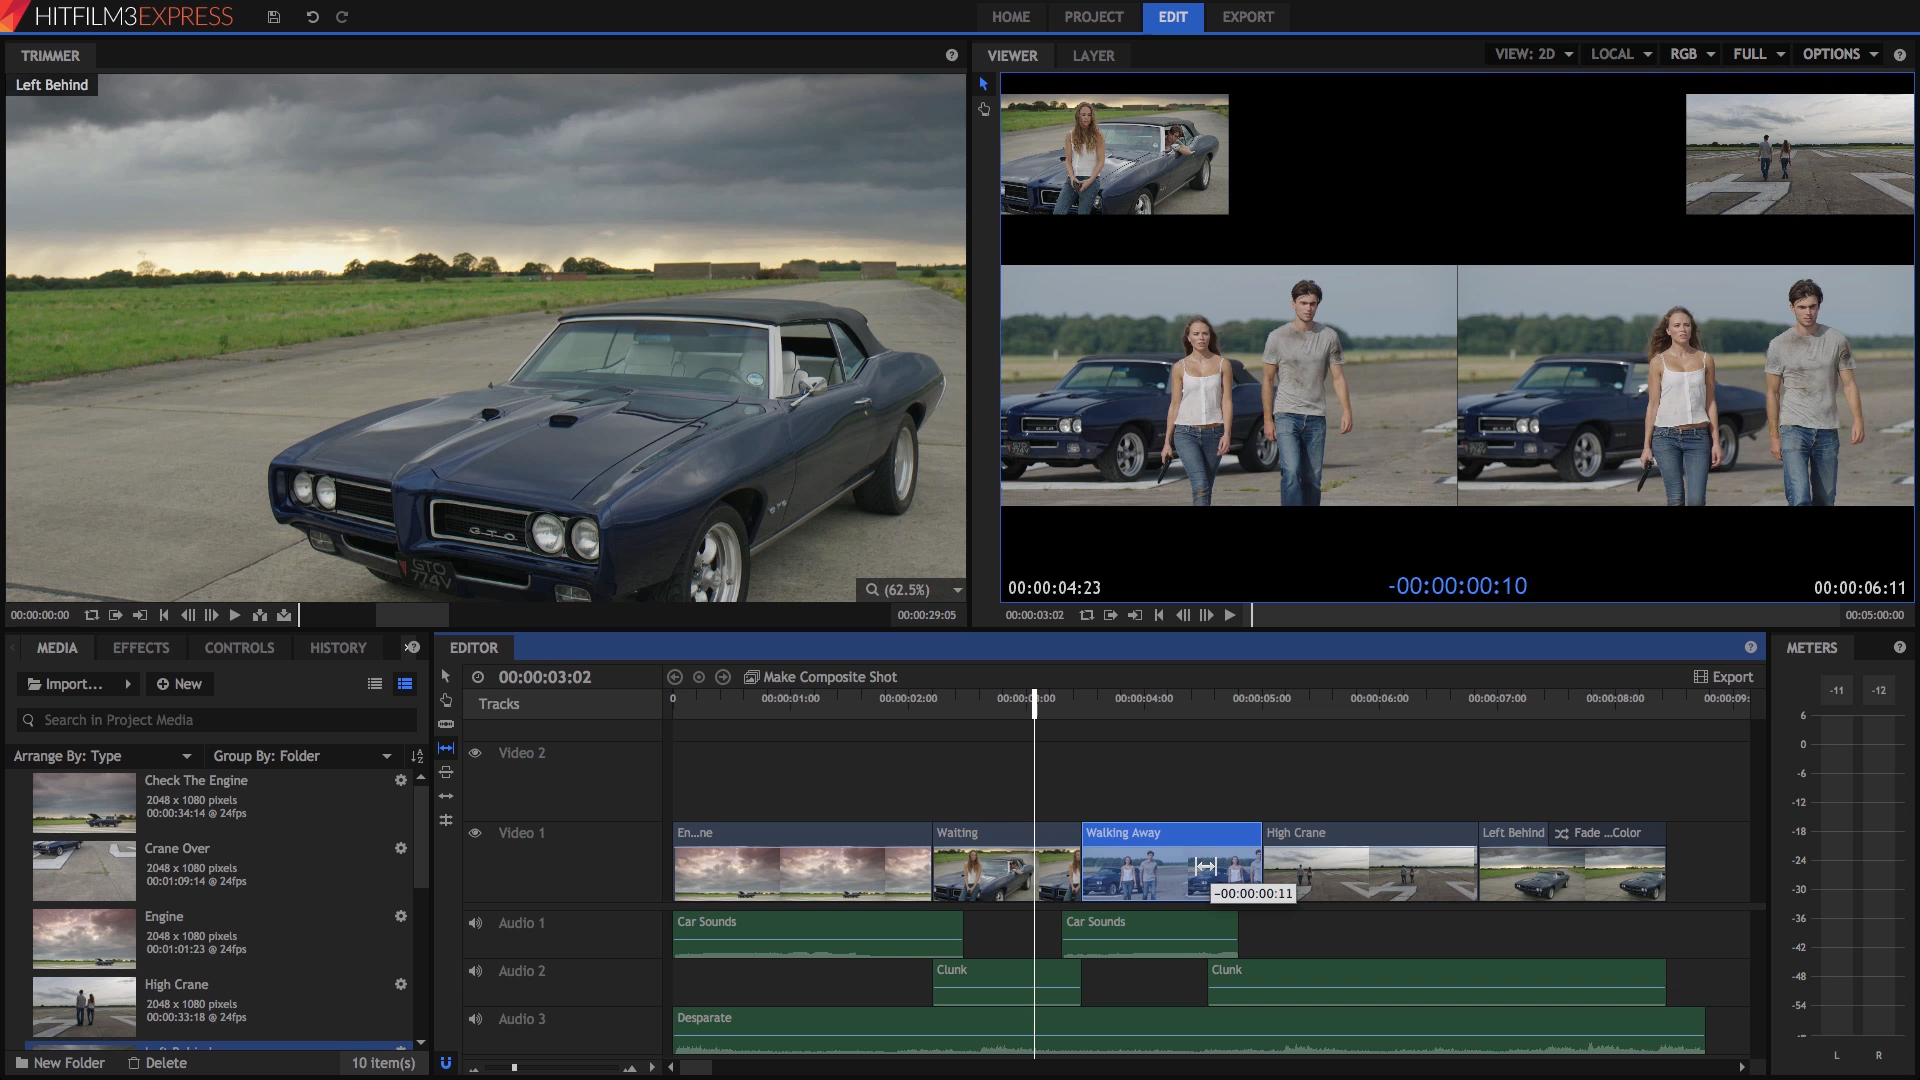 HITFILM3EXPRESS
HOME PROJECT EDIT EXPORT
TRIMMER
Left Behind
GTO
GTO
774V
(62.5%)
00:00:00:00
00:00:29:05
VIEWER LAYER
VIEW: 2D LOCAL RGB FULL OPTIONS
00:00:04:23 -00:00:00:10 00:00:06:11
00:00:03:02
00:05:00:00
MEDIA EFFECTS CONTROLS HISTORY
Import... New
Search in Project Media
Arrange By: Type Group By: Folder
Check The Engine
2048 x 1080 pixels
00:00:34:14 @ 24fps
Crane Over
2048 x 1080 pixels
00:01:09:14 @ 24fps
Engine
2048 x 1080 pixels
00:01:01:23 @ 24fps
High Crane
2048 x 1080 pixels
00:00:33:18 @ 24fps
New Folder Delete 10 item(s)
EDITOR
00:00:03:02 Make Composite Shot Export
Tracks
0 00:00:01:00 00:00:02:00 00:00:04:00 00:00:05:00 00:00:06:00 00:00:07:00 00:00:08:00 00:00:09:
Video 2
Video 1
En...ne Waiting Walking Away High Crane Left Behind Fade ...Color
-00:00:00:11
Audio 1
Car Sounds Car Sounds
Audio 2
Clunk Clunk
Audio 3
Desparate
METERS
-11 -12
6
0
-6
-12
-18
-24
-30
-36
-42
-48
-54
L R